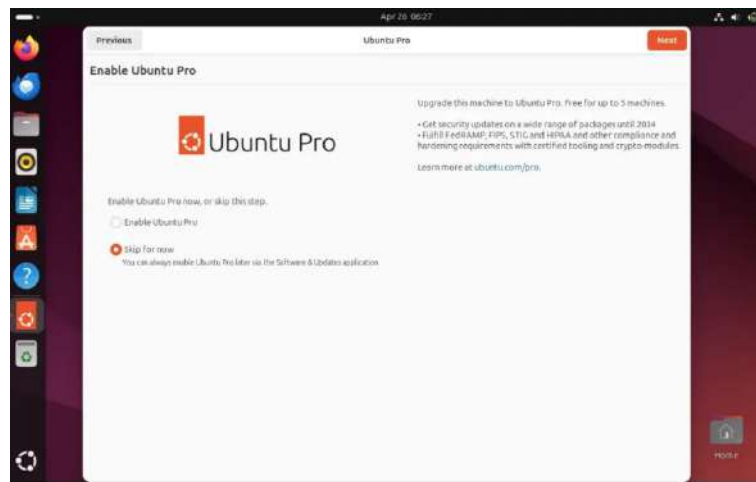 Apr 26 06:27
Previous
Ubuntu Pro
Next
Enable Ubuntu Pro
Ubuntu Pro
Upgrade this machine to Ubuntu Pro. Free for up to 5 machines.
• Get security updates on a wide range of packages until 2034
• Fulfill FedRAMP, FIPS, STIG and HIPAA and other compliance and
hardening requirements with certified tooling and crypto-modules
Learn more at ubuntu.com/pro.
Enable Ubuntu Pro now, or skip this step.
Enable Ubuntu Pro
Skip for now
You can always enable Ubuntu Pro later via the Software & Updates application
Home